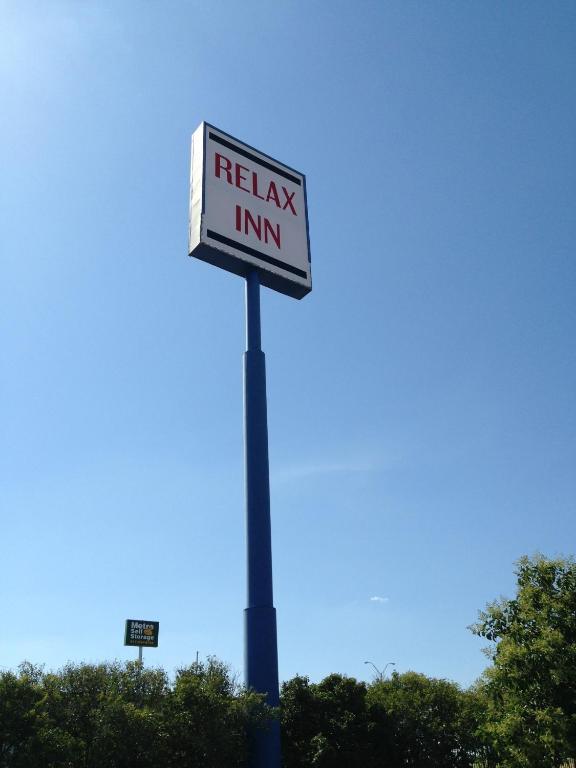 RELAX
INN
Metro
Self
Storage